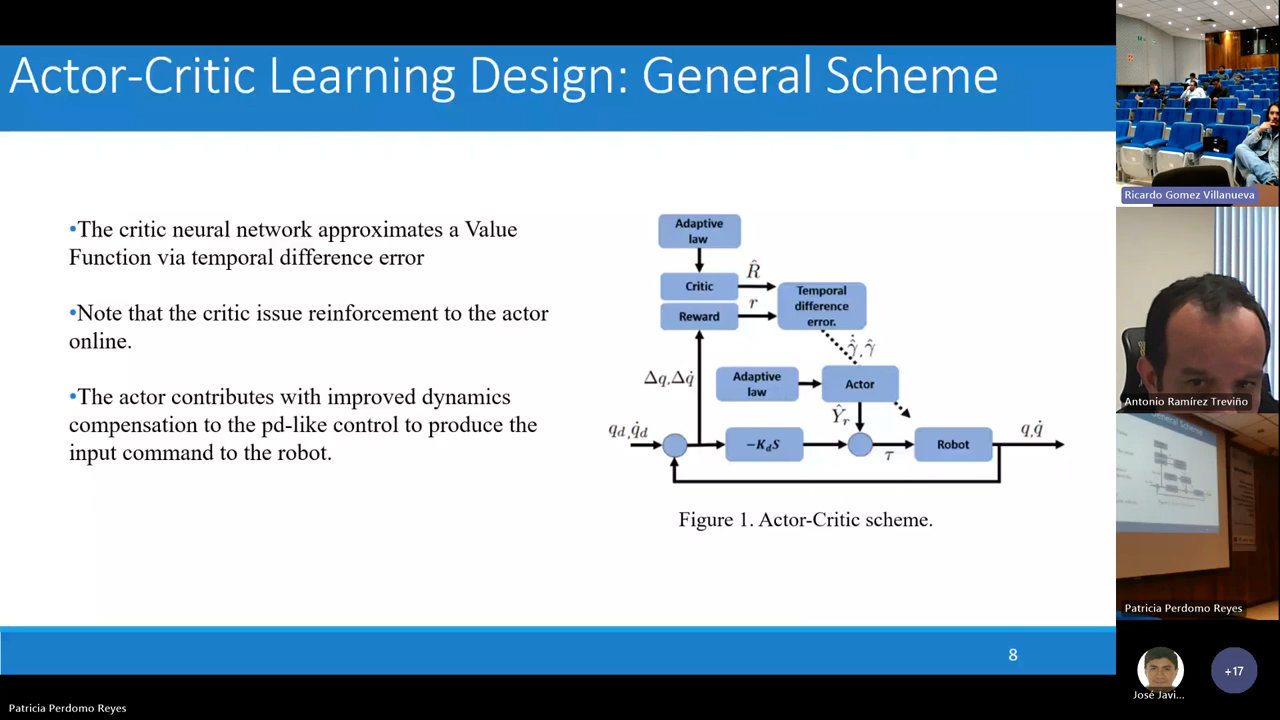 Actor-Critic Learning Design: General Scheme
•The critic neural network approximates a Value
Function via temporal difference error
•Note that the critic issue reinforcement to the actor
online.
•The actor contributes with improved dynamics
compensation to the pd-like control to produce the
input command to the robot.
Adaptive
law
Critic
R̂
Reward
r
Temporal
difference
error.
Δq,Δq̇
Adaptive
law
Actor
Ŷr
qd,q̇d
−KdS
τ
Robot
q,q̇
Figure 1. Actor-Critic scheme.
8
Ricardo Gomez Villanueva
Antonio Ramírez Treviño
Patricia Perdomo Reyes
José Javi...
+17
Patricia Perdomo Reyes